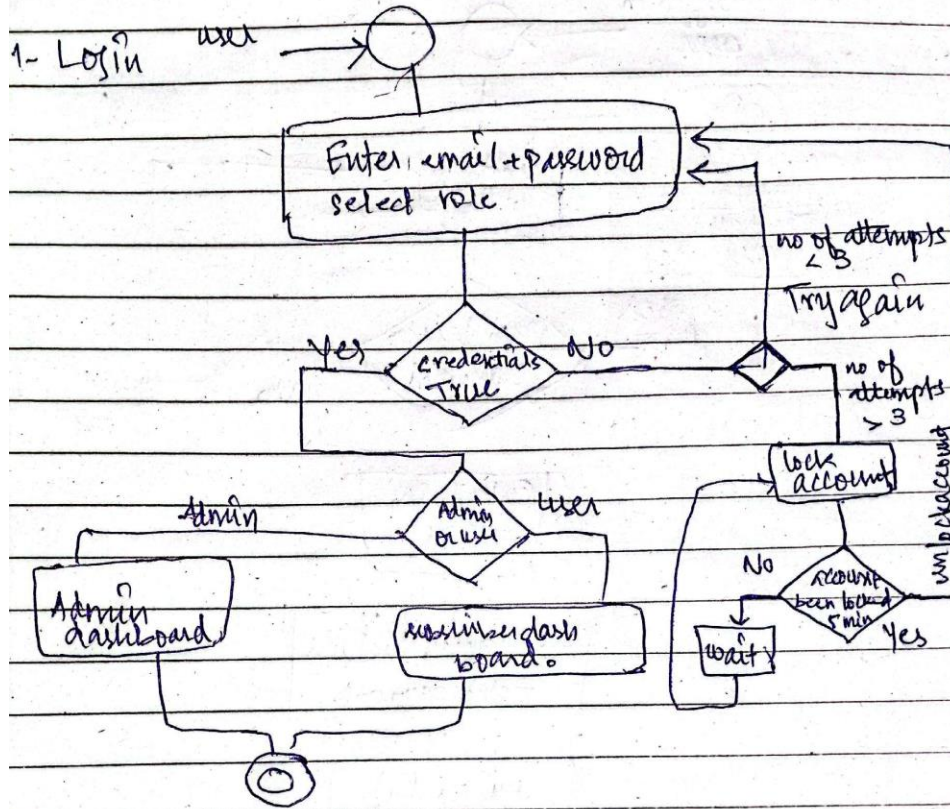 1- Login
user
Enter, email + password
select role
no of attempts
< 3
Try again
Yes
credentials
True
No
no of
attempts
> 3
lock
account
unlock account
Admin
Admin
or user
User
No
account
been locked
5 min
Yes
Admin
dashboard
dash
board.
wait